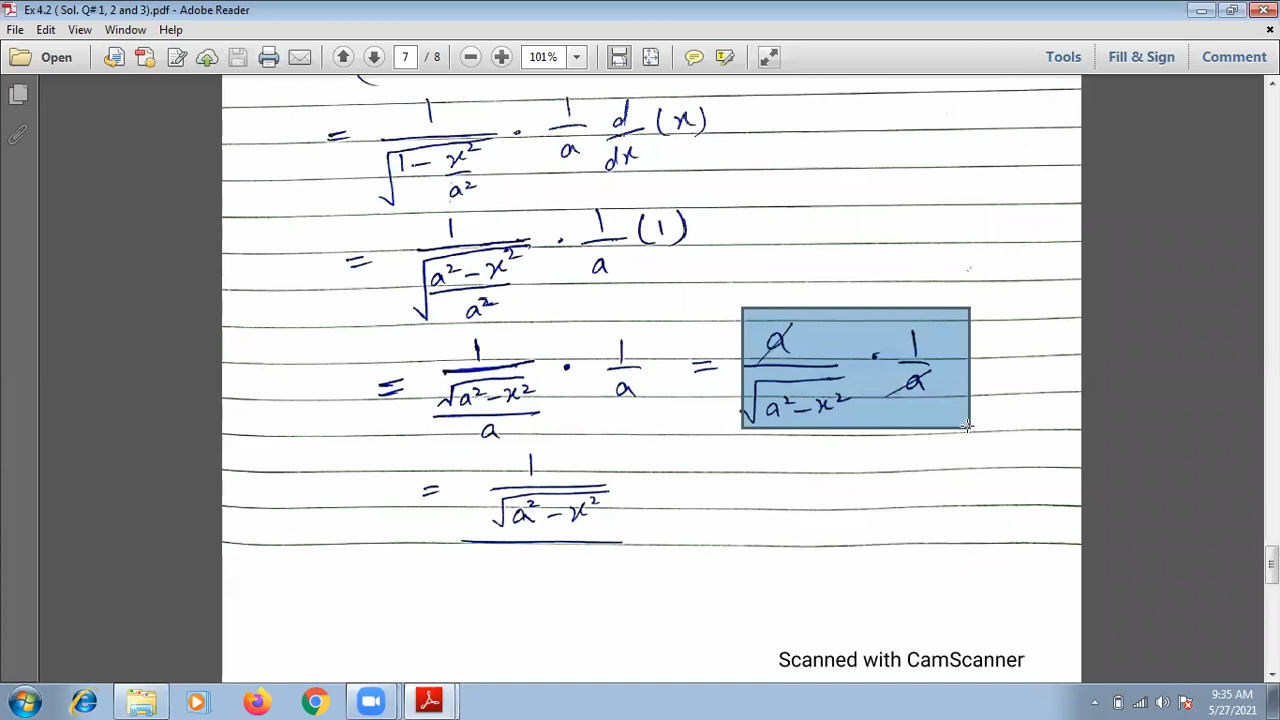 Ex 4.2 ( Sol. Q# 1, 2 and 3).pdf - Adobe Reader
File Edit View Window Help
Open 7 / 8 101% Tools Fill & Sign Comment
= 1/√(1 - x²/a²) · 1/a d/dx (x)
= 1/√((a² - x²)/a²) · 1/a (1)
= 1/(√(a² - x²)/a) · 1/a = a/√(a² - x²) · 1/a
= 1/√(a² - x²)
Scanned with CamScanner
9:35 AM
5/27/2021